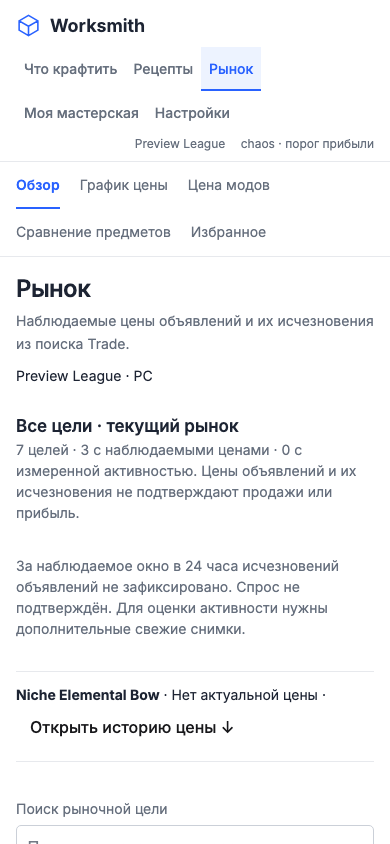 Worksmith
Что крафтить Рецепты Рынок
Моя мастерская Настройки
Preview League chaos · порог прибыли
Обзор График цены Цена модов
Сравнение предметов Избранное
Рынок
Наблюдаемые цены объявлений и их исчезновения
из поиска Trade.
Preview League · PC
Все цели · текущий рынок
7 целей · 3 с наблюдаемыми ценами · 0 с
измеренной активностью. Цены объявлений и их
исчезновения не подтверждают продажи или
прибыль.
За наблюдаемое окно в 24 часа исчезновений
объявлений не зафиксировано. Спрос не
подтверждён. Для оценки активности нужны
дополнительные свежие снимки.
Niche Elemental Bow · Нет актуальной цены ·
Открыть историю цены ↓
Поиск рыночной цели